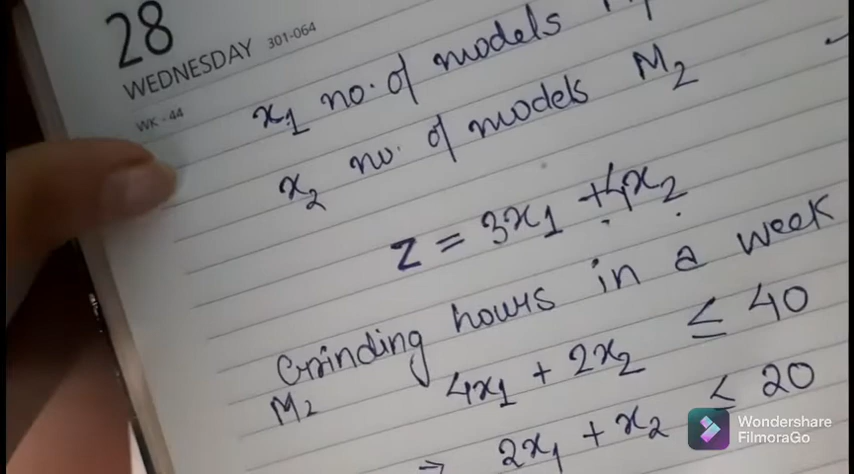 28
WEDNESDAY 301-064
WK - 44
x₁ no. of models
x₂ no. of models M₂
Z = 3x₁ + 4x₂
Grinding hours in a week
M₂ 4x₁ + 2x₂ ≤ 40
→ 2x₁ + x₂ ≤ 20
Wondershare
FilmoraGo